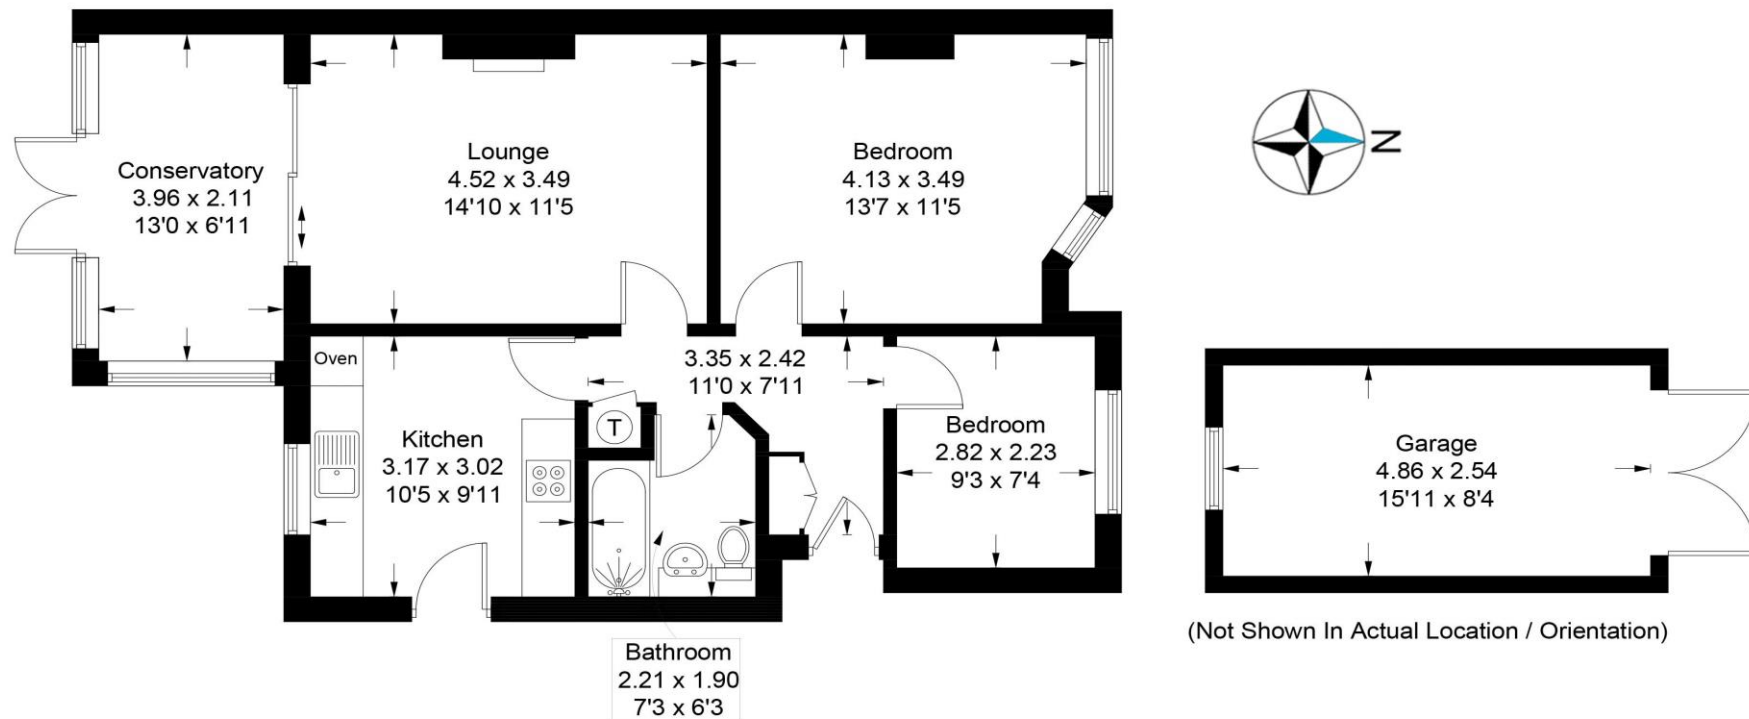 Conservatory
3.96 x 2.11
13'0 x 6'11
Lounge
4.52 x 3.49
14'10 x 11'5
Bedroom
4.13 x 3.49
13'7 x 11'5
N
Oven
3.35 x 2.42
11'0 x 7'11
T
Kitchen
3.17 x 3.02
10'5 x 9'11
Bedroom
2.82 x 2.23
9'3 x 7'4
Garage
4.86 x 2.54
15'11 x 8'4
(Not Shown In Actual Location / Orientation)
Bathroom
2.21 x 1.90
7'3 x 6'3